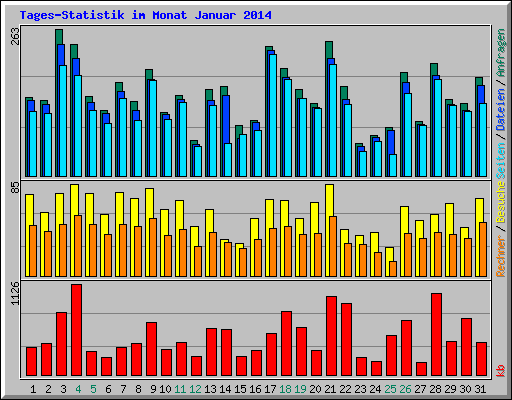 Tages-Statistik im Monat Januar 2014
263
85
1126
Rechner / Besuche Seiten / Dateien / Anfragen
kb
1 2 3 4 5 6 7 8 9 10 11 12 13 14 15 16 17 18 19 20 21 22 23 24 25 26 27 28 29 30 31